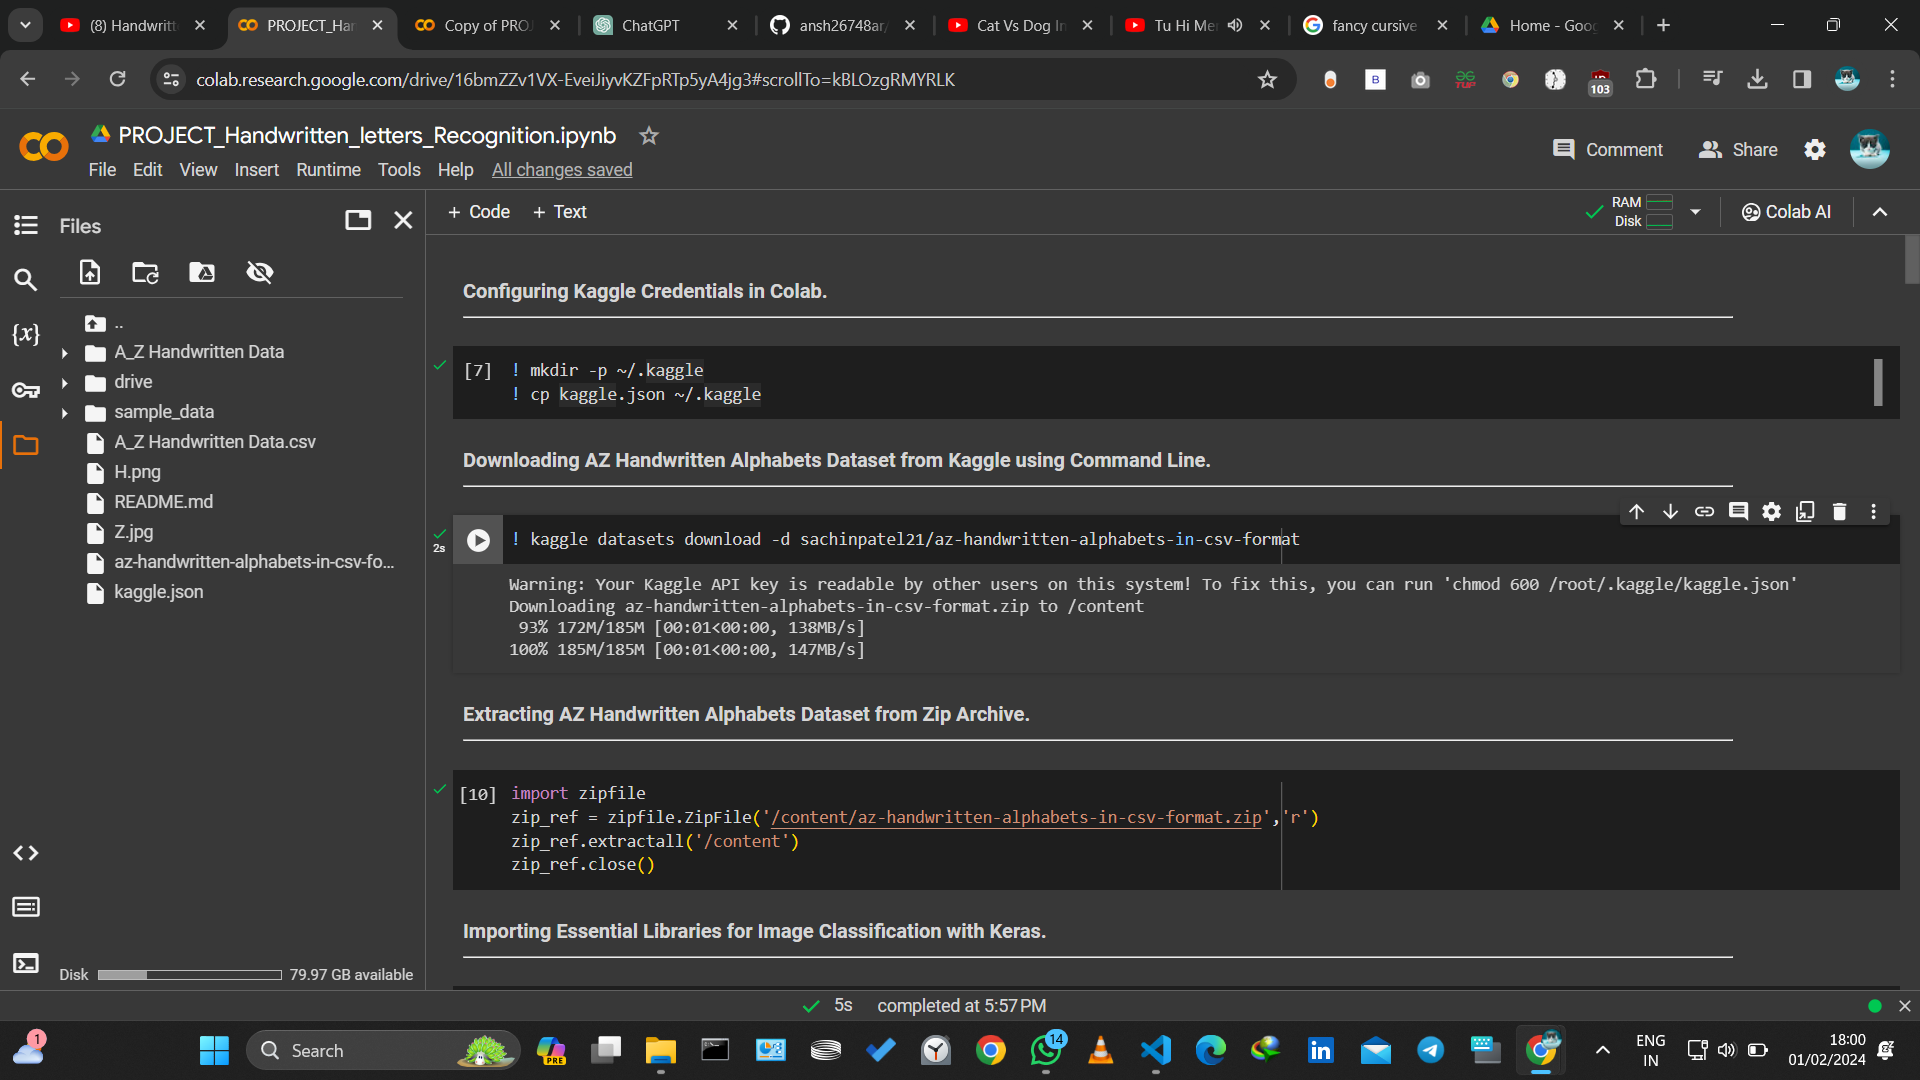 (8) Handwritt
PROJECT_Har
Copy of PRO
ChatGPT
ansh26748ar/
Cat Vs Dog In
Tu Hi Me
fancy cursive
Home - Goog
colab.research.google.com/drive/16bmZZv1VX-EveiJiyvKZFpRTp5yA4jg3#scrollTo=kBLOzgRMYRLK
103
PROJECT_Handwritten_letters_Recognition.ipynb
File Edit View Insert Runtime Tools Help All changes saved
Comment Share
Files
+ Code + Text
RAM
Disk
Colab AI
..
A_Z Handwritten Data
drive
sample_data
A_Z Handwritten Data.csv
H.png
README.md
Z.jpg
az-handwritten-alphabets-in-csv-fo...
kaggle.json
Disk 79.97 GB available
Configuring Kaggle Credentials in Colab.
[7] ! mkdir -p ~/.kaggle
! cp kaggle.json ~/.kaggle
Downloading AZ Handwritten Alphabets Dataset from Kaggle using Command Line.
2s
! kaggle datasets download -d sachinpatel21/az-handwritten-alphabets-in-csv-format
Warning: Your Kaggle API key is readable by other users on this system! To fix this, you can run 'chmod 600 /root/.kaggle/kaggle.json'
Downloading az-handwritten-alphabets-in-csv-format.zip to /content
93% 172M/185M [00:01<00:00, 138MB/s]
100% 185M/185M [00:01<00:00, 147MB/s]
Extracting AZ Handwritten Alphabets Dataset from Zip Archive.
[10] import zipfile
zip_ref = zipfile.ZipFile('/content/az-handwritten-alphabets-in-csv-format.zip','r')
zip_ref.extractall('/content')
zip_ref.close()
Importing Essential Libraries for Image Classification with Keras.
5s completed at 5:57 PM
1
Search
PRE
14
ENG
IN
18:00
01/02/2024